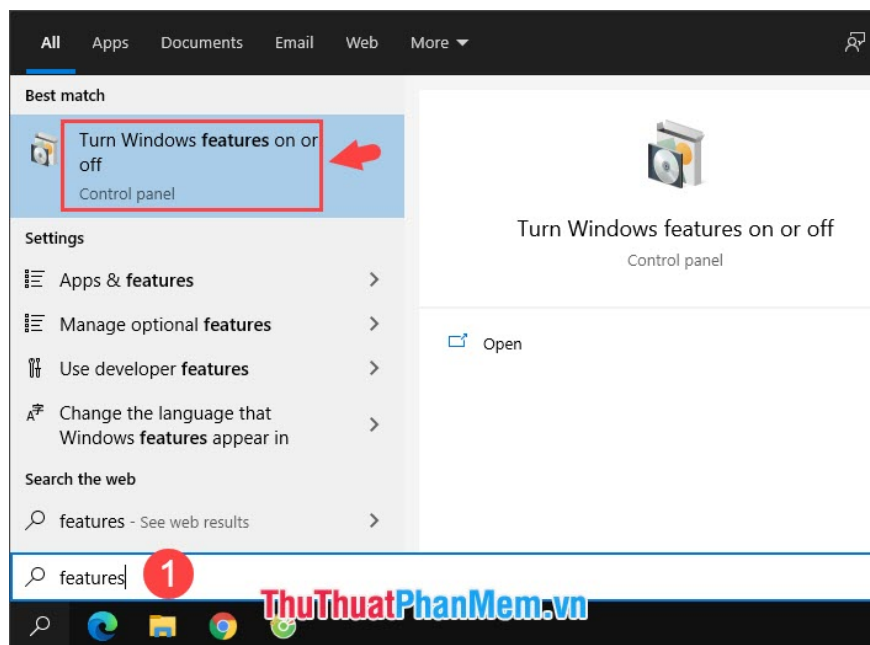 All Apps Documents Email Web More
Best match
Turn Windows features on or
off
Control panel
Settings
Apps & features
Manage optional features
Use developer features
Change the language that
Windows features appear in
Search the web
features - See web results
Turn Windows features on or off
Control panel
Open
features 1
ThuThuatPhanMem.vn